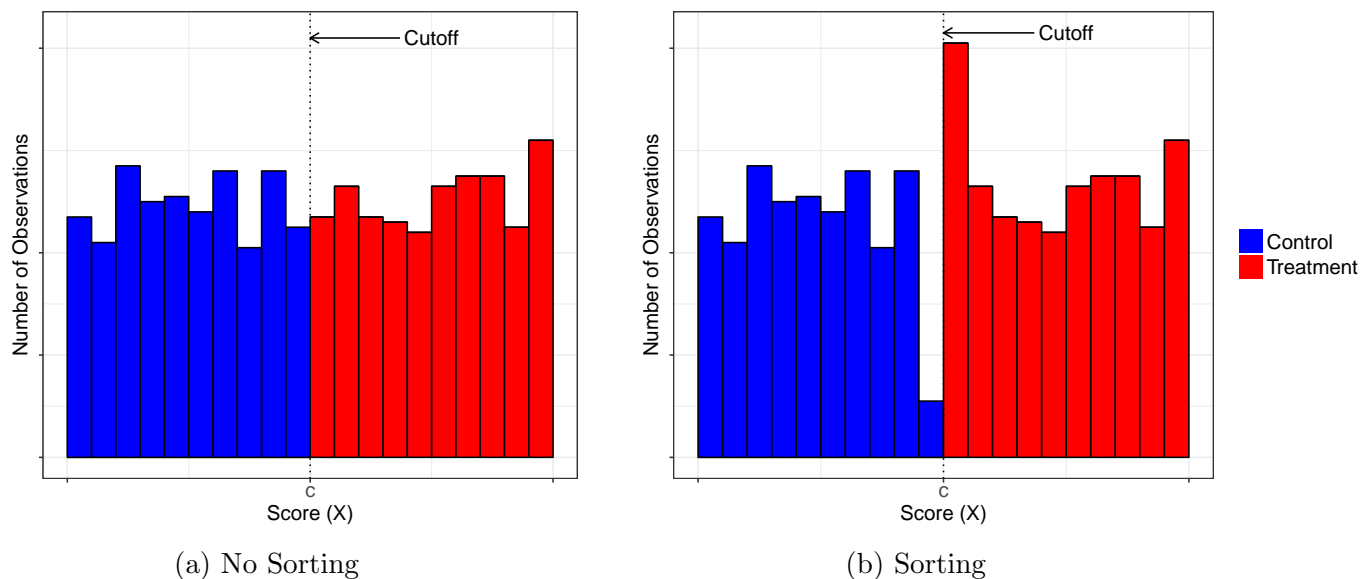 Cutoff
Number of Observations
c
Score (X)
(a) No Sorting
Cutoff
Number of Observations
c
Score (X)
(b) Sorting
Control
Treatment